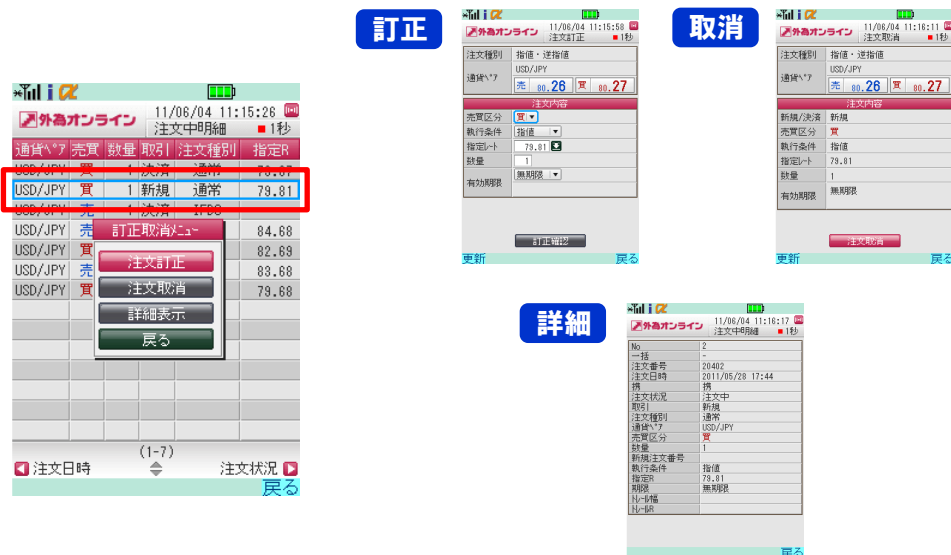 訂正
取消
詳細
11/06/04 11:15:26
外為オンライン 注文中明細 ■1秒
通貨ﾍﾟｱ 売買 数量 取引 注文種別 指定R
USD/JPY 買 1 決済 通常
USD/JPY 買 1 新規 通常 79.81
USD/JPY 売 1 決済 IFDO
USD/JPY 売 84.68
USD/JPY 買 82.69
USD/JPY 売 83.68
USD/JPY 買 79.68
訂正取消ﾒﾆｭｰ
注文訂正
注文取消
詳細表示
戻る
(1-7)
注文日時 注文状況
戻る
11/06/04 11:15:58
外為オンライン 注文訂正 ■1秒
注文種別 指値・逆指値
通貨ﾍﾟｱ USD/JPY
売 80.26 買 80.27
注文内容
売買区分 買
執行条件 指値
指定ﾚｰﾄ 79.81
数量 1
有効期限 無期限
訂正確認
更新 戻る
11/06/04 11:16:11
外為オンライン 注文取消 ■1秒
注文種別 指値・逆指値
通貨ﾍﾟｱ USD/JPY
売 80.26 買 80.27
注文内容
新規/決済 新規
売買区分 買
執行条件 指値
指定ﾚｰﾄ 79.81
数量 1
有効期限 無期限
注文取消
更新 戻る
11/06/04 11:16:17
外為オンライン 注文中明細 ■1秒
No 2
一括 -
注文番号 20402
注文日時 2011/05/28 17:44
携 携
注文状況 注文中
取引 新規
注文種別 通常
通貨ﾍﾟｱ USD/JPY
売買区分 買
数量 1
新規注文番号
執行条件 指値
指定R 79.81
期限 無期限
ﾄﾚｰﾙ幅
ﾄﾚｰﾙR
戻る